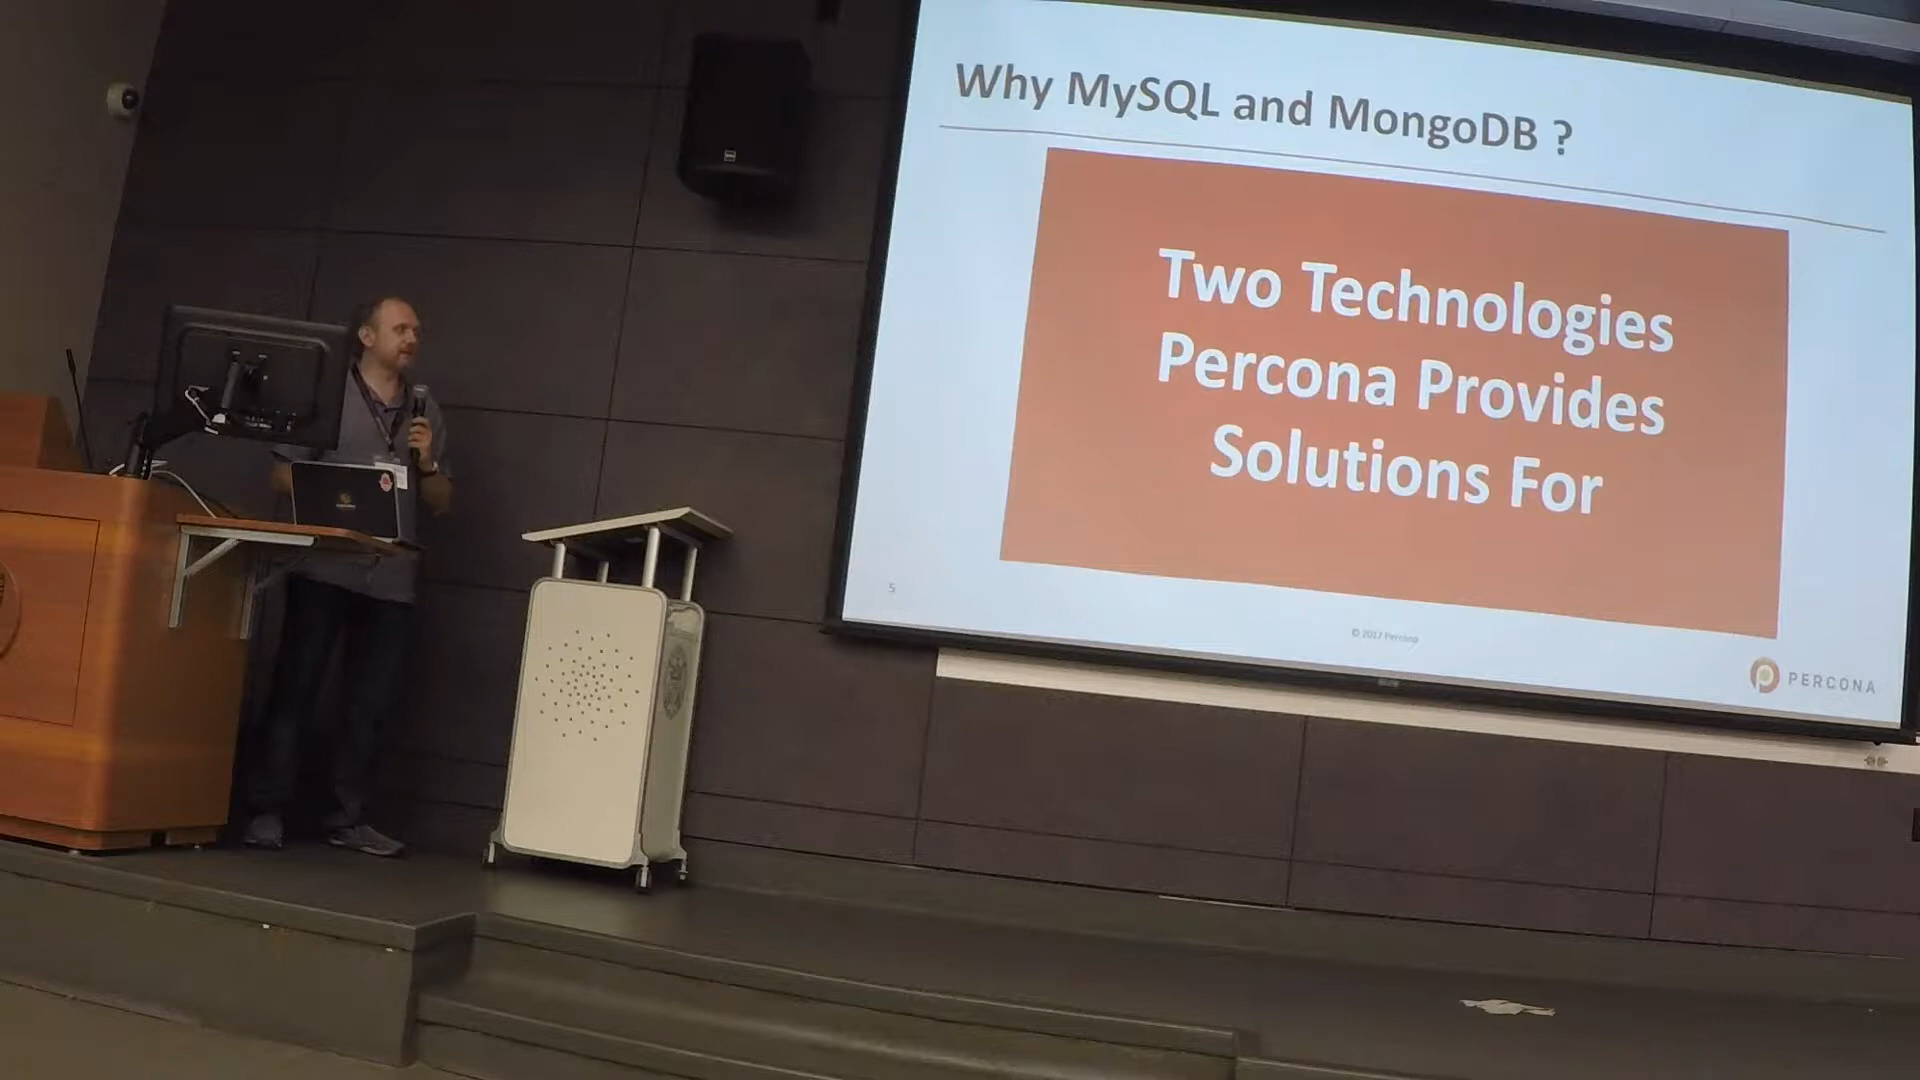 Why MySQL and MongoDB ?
Two Technologies
Percona Provides
Solutions For
5
© 2017 Percona
PERCONA